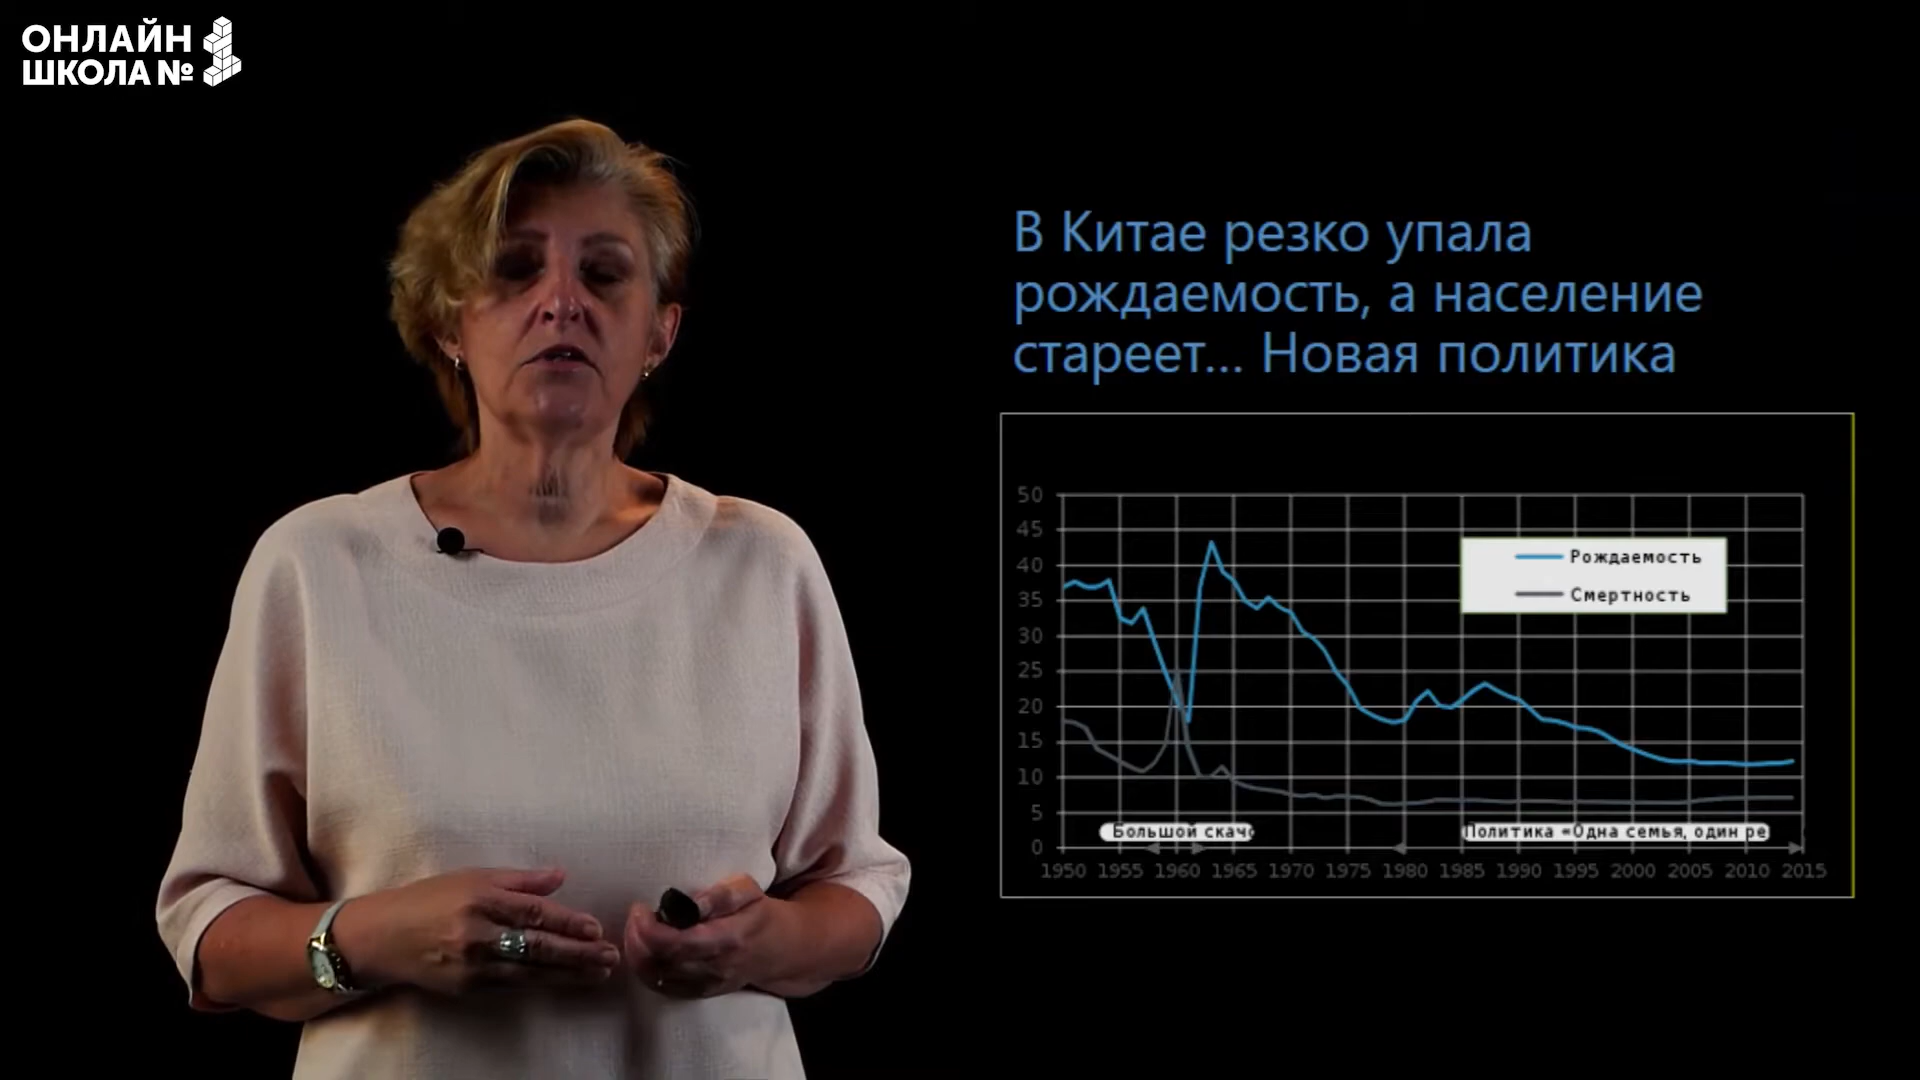 ОНЛАЙН
ШКОЛА №1
В Китае резко упала
рождаемость, а население
стареет... Новая политика
50
45
40
35
30
25
20
15
10
5
0
Рождаемость
Смертность
Большой скачо
Политика «Одна семья, один ре
1950 1955 1960 1965 1970 1975 1980 1985 1990 1995 2000 2005 2010 2015